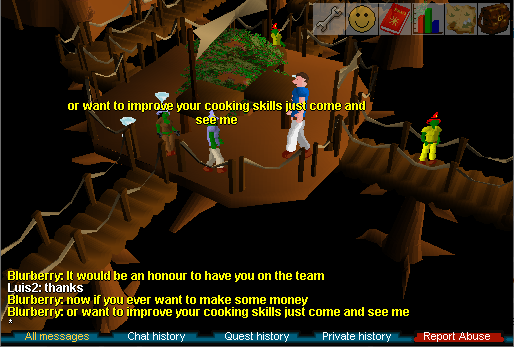 or want to improve your cooking skills just come and
see me
Blurberry: It would be an honour to have you on the team
Luis2: thanks
Blurberry: now if you ever want to make some money
Blurberry: or want to improve your cooking skills just come and see me
*
All messages
Chat history
Quest history
Private history
Report Abuse